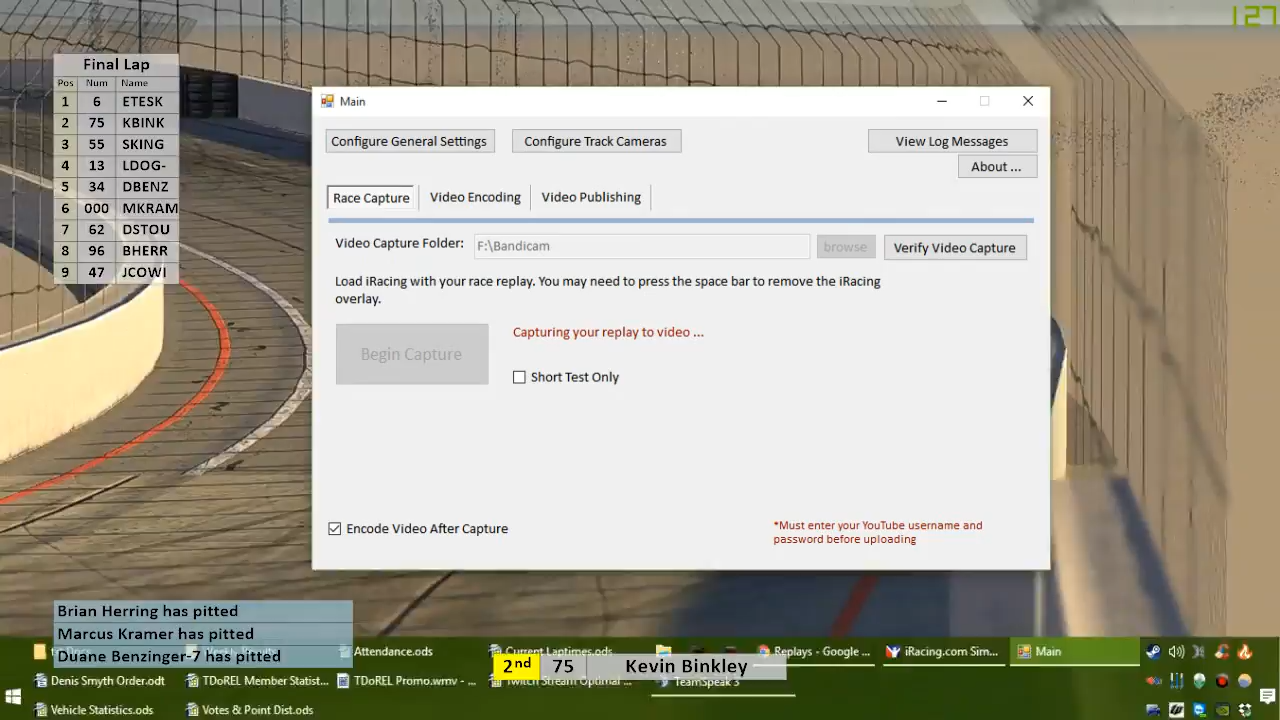 127
Final Lap
Pos Num Name
1 6 ETESK
2 75 KBINK
3 55 SKING
4 13 LDOG-
5 34 DBENZ
6 000 MKRAM
7 62 DSTOU
8 96 BHERR
9 47 JCOWI
Main
Configure General Settings
Configure Track Cameras
View Log Messages
About ...
Race Capture
Video Encoding
Video Publishing
Video Capture Folder:
F:\Bandicam
browse
Verify Video Capture
Load iRacing with your race replay. You may need to press the space bar to remove the iRacing
overlay.
Begin Capture
Capturing your replay to video ...
Short Test Only
Encode Video After Capture
*Must enter your YouTube username and
password before uploading
Brian Herring has pitted
Marcus Kramer has pitted
Duane Benzinger-7 has pitted
2nd 75 Kevin Binkley
Attendance.ods
Current Laptimes.ods
Replays - Google ...
iRacing.com Sim...
Main
Denis Smyth Order.pdf
TDoREL Member Statist...
TDoREL Promo.wmv - ...
Twitch Stream Optimal ...
TeamSpeak 3
Vehicle Statistics.ods
Votes & Point Dist.ods